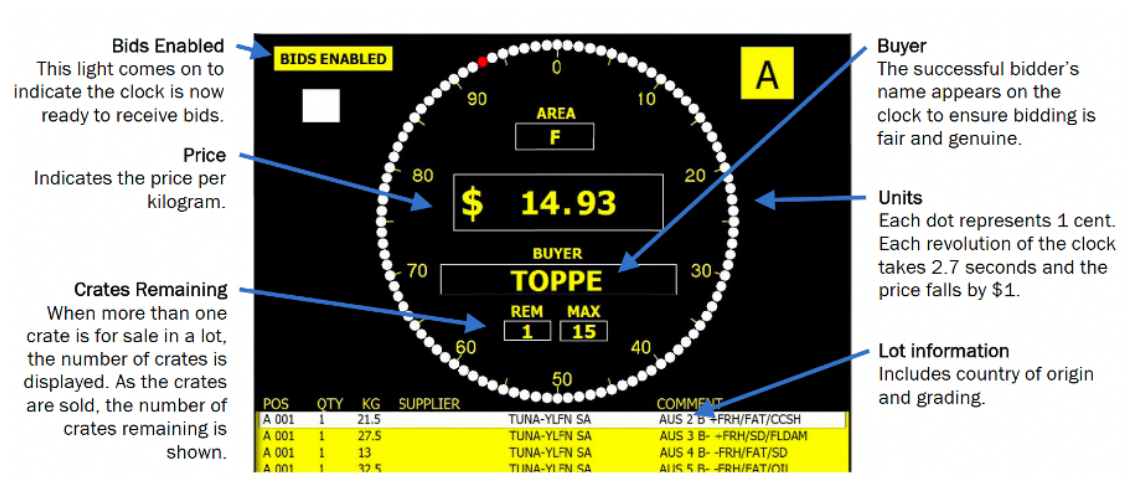 Bids Enabled
This light comes on to
indicate the clock is now
ready to receive bids.
Price
Indicates the price per
kilogram.
Crates Remaining
When more than one
crate is for sale in a lot,
the number of crates is
displayed. As the crates
are sold, the number of
crates remaining is
shown.
BIDS ENABLED
A
0
10
20
30
40
50
60
70
80
90
AREA
F
$ 14.93
BUYER
TOPPE
REM MAX
1 15
POS QTY KG SUPPLIER COMMENT
A 001 1 21.5 TUNA-YLFN SA AUS 2 B +FRH/FAT/CCSH
A 001 1 27.5 TUNA-YLFN SA AUS 3 B- +FRH/SD/FLDAM
A 001 1 13 TUNA-YLFN SA AUS 4 B- -FRH/FAT/SD
A 001 1 32.5 TUNA-YLFN SA AUS 5 B- -FRH/FAT/OIL
Buyer
The successful bidder's
name appears on the
clock to ensure bidding is
fair and genuine.
Units
Each dot represents 1 cent.
Each revolution of the clock
takes 2.7 seconds and the
price falls by $1.
Lot information
Includes country of origin
and grading.